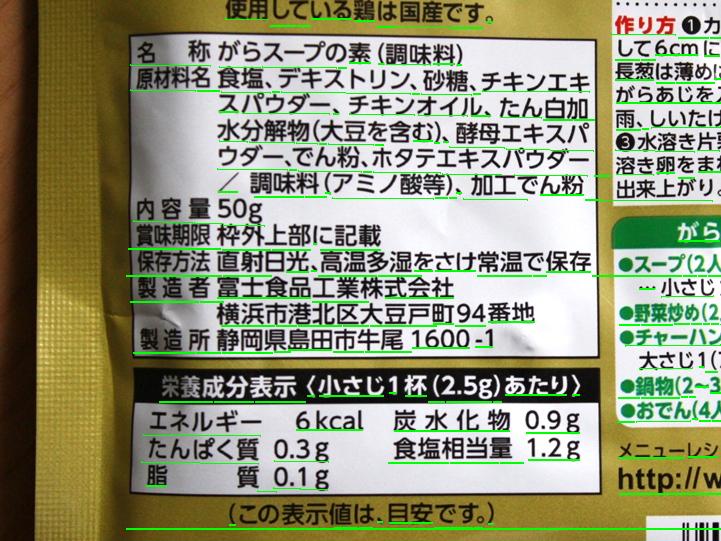 使用している鶏は国産です。
名 称 がらスープの素 (調味料)
原材料名 食塩、デキストリン、砂糖、チキンエキ
スパウダー、チキンオイル、たん白加
水分解物(大豆を含む)、酵母エキスパ
ウダー、でん粉、ホタテエキスパウダー
/ 調味料(アミノ酸等)、加工でん粉
内容量 50g
賞味期限 枠外上部に記載
保存方法 直射日光、高温多湿をさけ常温で保存
製造者 富士食品工業株式会社
横浜市港北区大豆戸町94番地
製造所 静岡県島田市牛尾 1600-1
栄養成分表示〈小さじ1杯(2.5g)あたり〉
エネルギー 6kcal 炭水化物 0.9g
たんぱく質 0.3g 食塩相当量 1.2g
脂 質 0.1g
(この表示値は、目安です。)
作り方 ❶カ
して6cmに
長葱は薄め
がらあじを
雨、しいたけ
❸水溶き片
溶き卵をまわ
出来上がり。
がら
●スープ(2人
… 小さじ
●野菜炒め(2
●チャーハン
大さじ1(
●鍋物(2〜3
●おでん(4人
メニューレシ
http://w